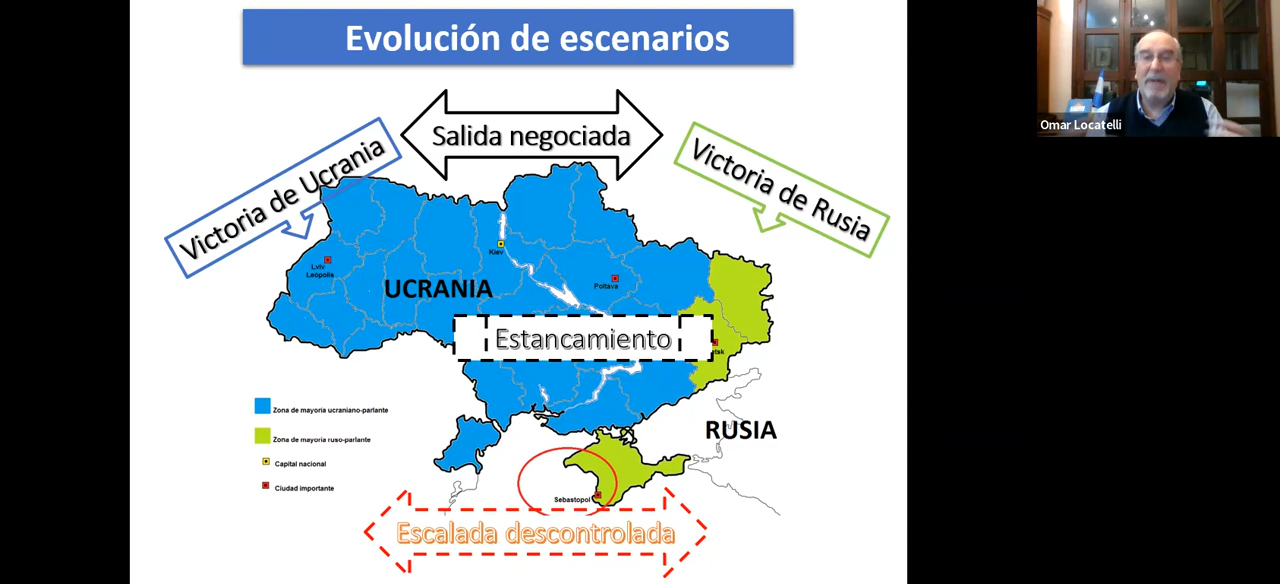 Evolución de escenarios
Omar Locatelli
Salida negociada
Victoria de Ucrania
Victoria de Rusia
Kiev
Lviv
Leópolis
Poltava
UCRANIA
Estancamiento
tsk
Zona de mayoría ucraniano-parlante
Zona de mayoría ruso-parlante
RUSIA
Capital nacional
Ciudad importante
Sebastopol
Escalada descontrolada